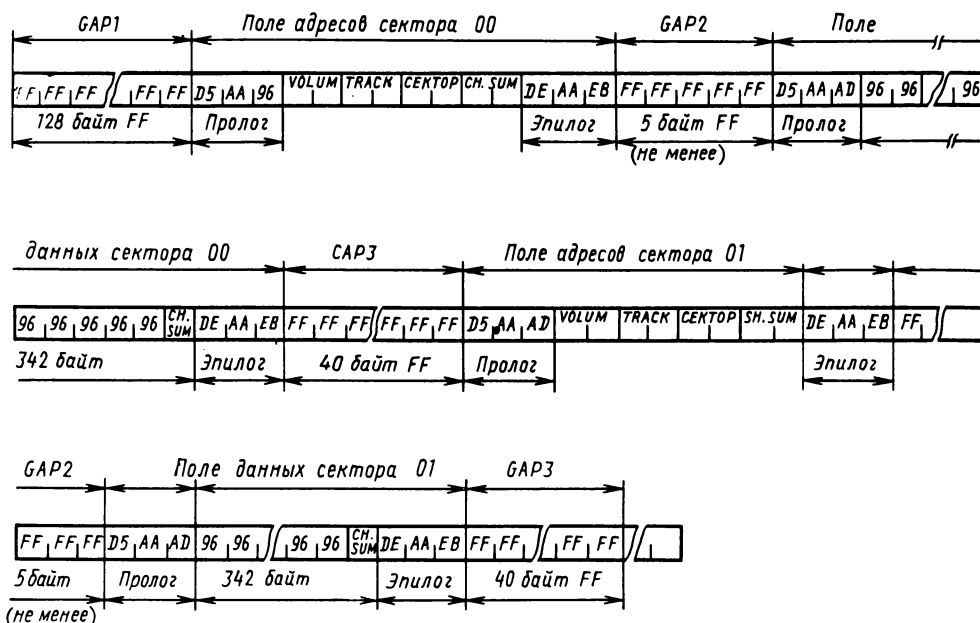 GAP1 Поле адресов сектора 00 GAP2 Поле
FF FF FF FF FF D5 AA 96 VOLUM TRACK СЕКТОР CH. SUM DE AA EB FF FF FF FF FF D5 AA AD 96 96 96
128 байт FF Пролог Эпилог 5 байт FF Пролог
(не менее)
данных сектора 00 CAP3 Поле адресов сектора 01
96 96 96 96 96 CH. SUM DE AA EB FF FF FF FF FF FF D5 AA AD VOLUM TRACK СЕКТОР SH. SUM DE AA EB FF
342 байт Эпилог 40 байт FF Пролог Эпилог
GAP2 Поле данных сектора 01 GAP3
FF FF FF D5 AA AD 96 96 96 96 CH. SUM DE AA EB FF FF FF FF
5 байт Пролог 342 байт Эпилог 40 байт FF
(не менее)